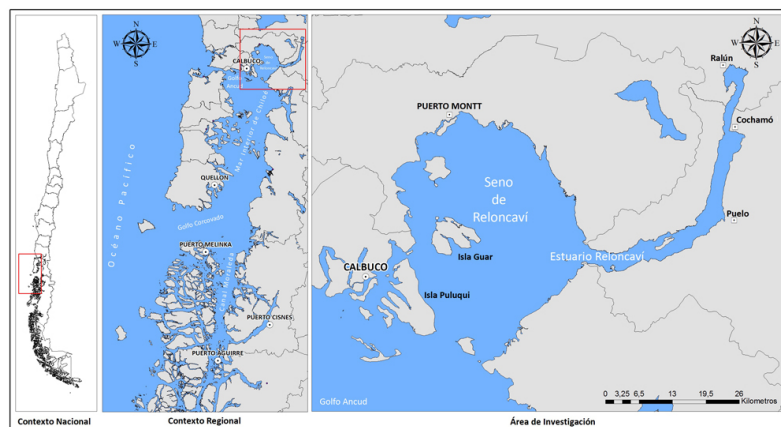 N
W E
S
Contexto Nacional
N
W E
S
CALBUCO
Golfo
Ancud
Mar Interior de Chiloé
Océano Pacífico
QUELLÓN
Golfo Corcovado
PUERTO MELINKA
PUERTO CISNES
PUERTO AGUIRRE
Contexto Regional
N
W E
S
Ralún
PUERTO MONTT
Cochamó
Seno
de
Reloncaví
Puelo
Isla Guar
Estuario Reloncaví
CALBUCO
Isla Puluqui
Golfo Ancud
0 3,25 6,5 13 19,5 26
Kilometros
Área de Investigación